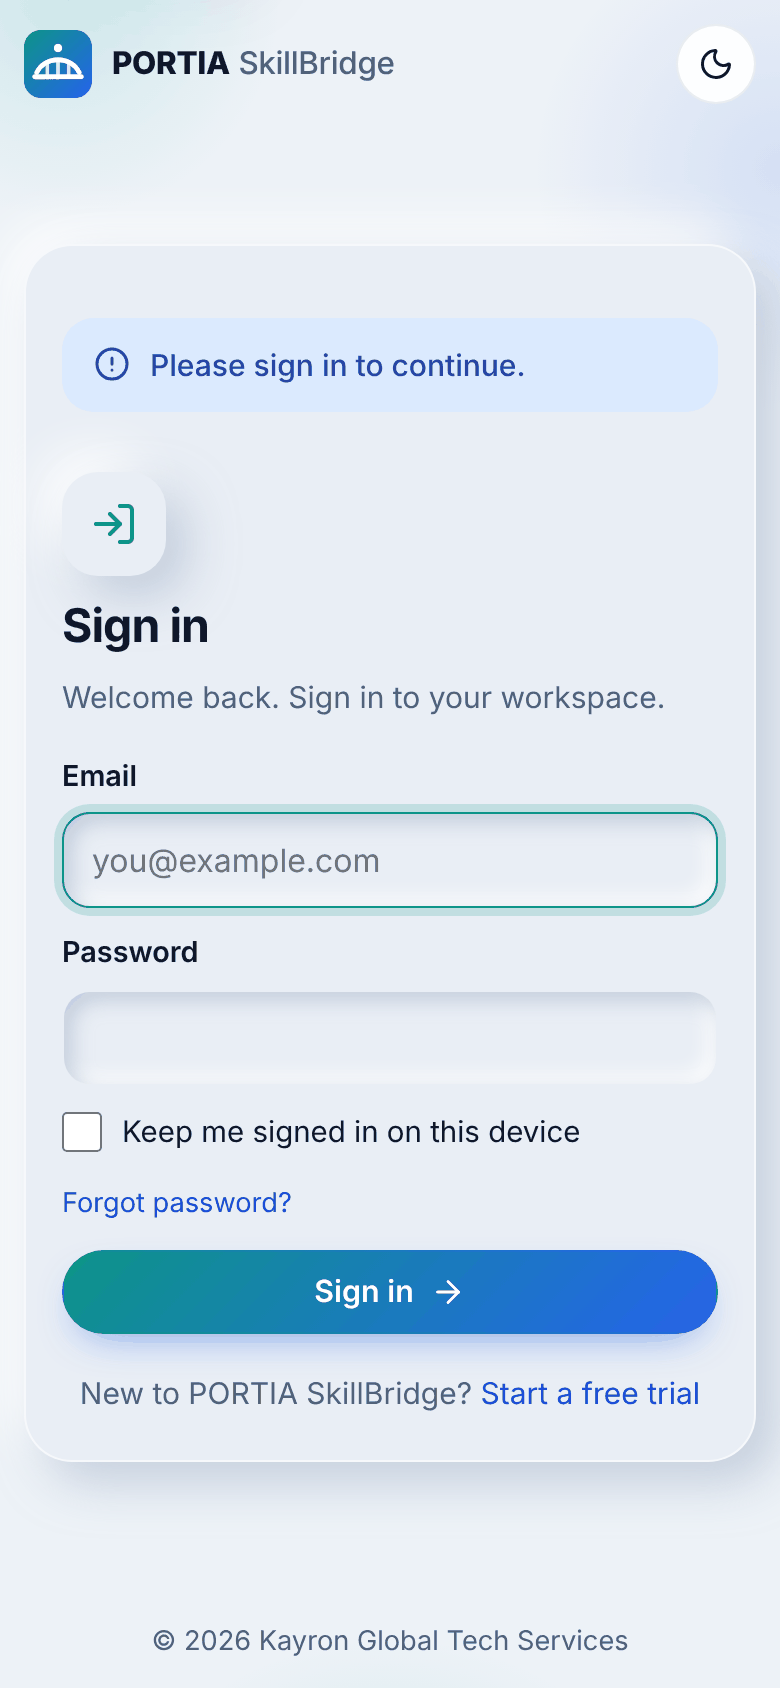 PORTIA SkillBridge
Please sign in to continue.
Sign in
Welcome back. Sign in to your workspace.
Email
you@example.com
Password
Keep me signed in on this device
Forgot password?
Sign in
New to PORTIA SkillBridge? Start a free trial
© 2026 Kayron Global Tech Services